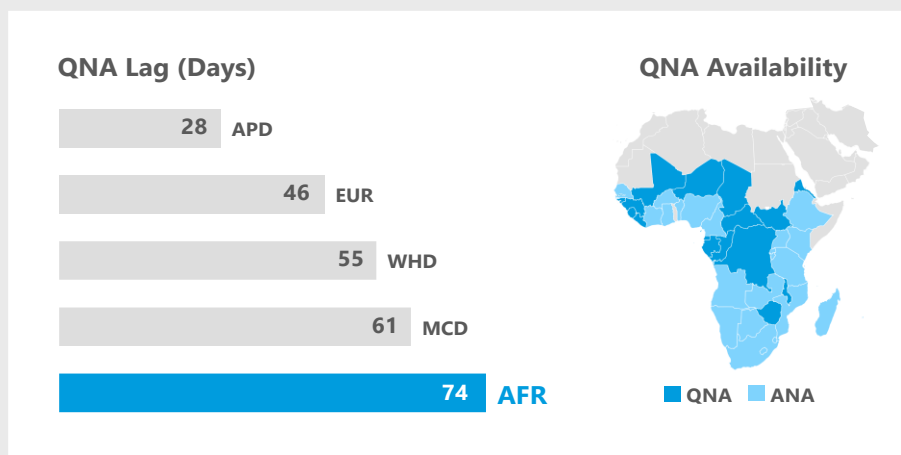 QNA Lag (Days)
28 APD
46 EUR
55 WHD
61 MCD
74 AFR
QNA Availability
QNA ANA